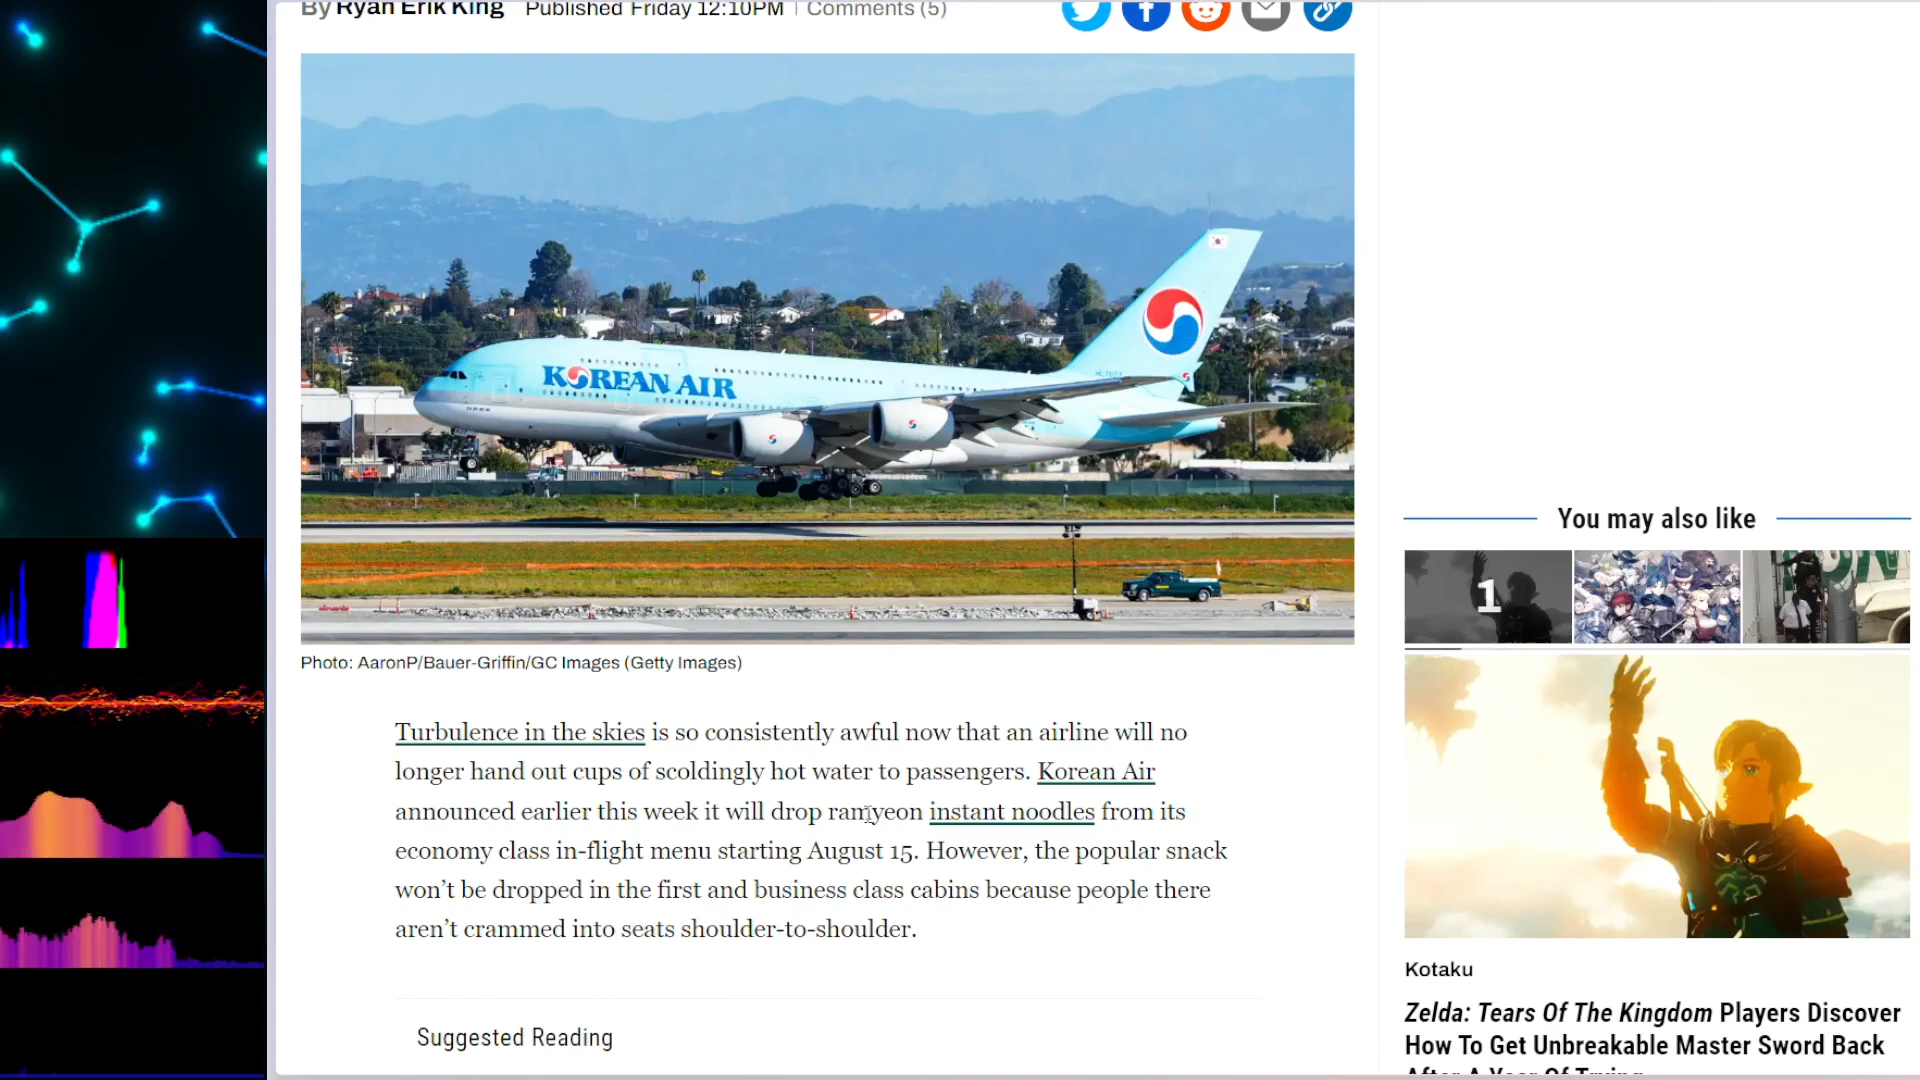 By Ryan Erik King Published Friday 12:10PM | Comments (5)
KOREAN AIR
Photo: AaronP/Bauer-Griffin/GC Images (Getty Images)
Turbulence in the skies is so consistently awful now that an airline will no
longer hand out cups of scoldingly hot water to passengers. Korean Air
announced earlier this week it will drop ramyeon instant noodles from its
economy class in-flight menu starting August 15. However, the popular snack
won't be dropped in the first and business class cabins because people there
aren't crammed into seats shoulder-to-shoulder.
Suggested Reading
You may also like
1
Kotaku
Zelda: Tears Of The Kingdom Players Discover
How To Get Unbreakable Master Sword Back
After A Year Of Trying